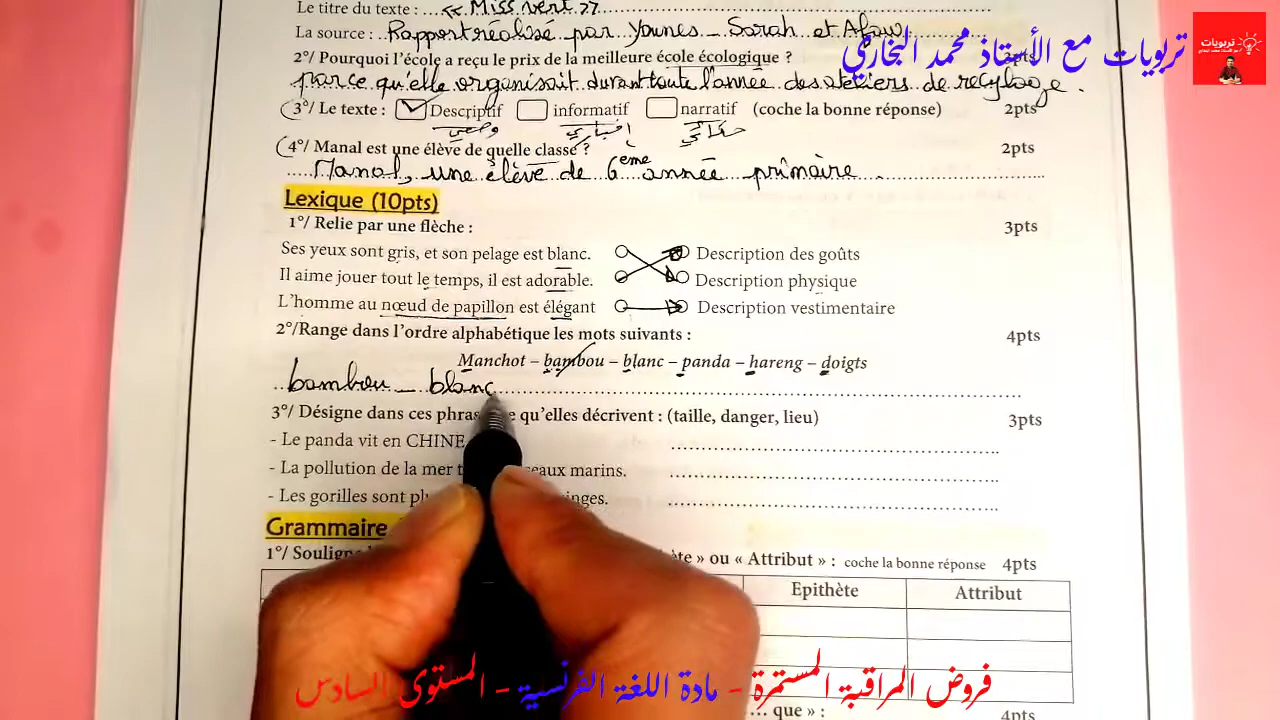 Le titre du texte : ...« Miss vert »...
La source : Rapport réalisé par Younes - Sarah et
تربويات مع الأستاذ محمد البخاري
تربويات
2°/ Pourquoi l'école a reçu le prix de la meilleure école écologique ?
parce qu'elle organisait durant toute l'année des ateliers de recyclage.
3°/ Le texte : Descriptif informatif narratif (coche la bonne réponse) 2pts
وصفي إخباري حكائي
4°/ Manal est une élève de quelle classe ? 2pts
Manal, une élève de 6ème année primaire.
Lexique (10pts)
1°/ Relie par une flèche : 3pts
Ses yeux sont gris, et son pelage est blanc. Description des goûts
Il aime jouer tout le temps, il est adorable. Description physique
L'homme au nœud de papillon est élégant Description vestimentaire
2°/Range dans l'ordre alphabétique les mots suivants : 4pts
Manchot – bambou – blanc – panda – hareng – doigts
bambou - blanc
3°/ Désigne dans ces phrases qu'elles décrivent : (taille, danger, lieu) 3pts
- Le panda vit en CHINE
- La pollution de la mer marins.
- Les gorilles sont
Grammaire
1°/ « Attribut » : coche la bonne réponse 4pts
Epithète Attribut
فروض المراقبة المستمرة - مادة اللغة الفرنسية - المستوى السادس
... que » : 4pts